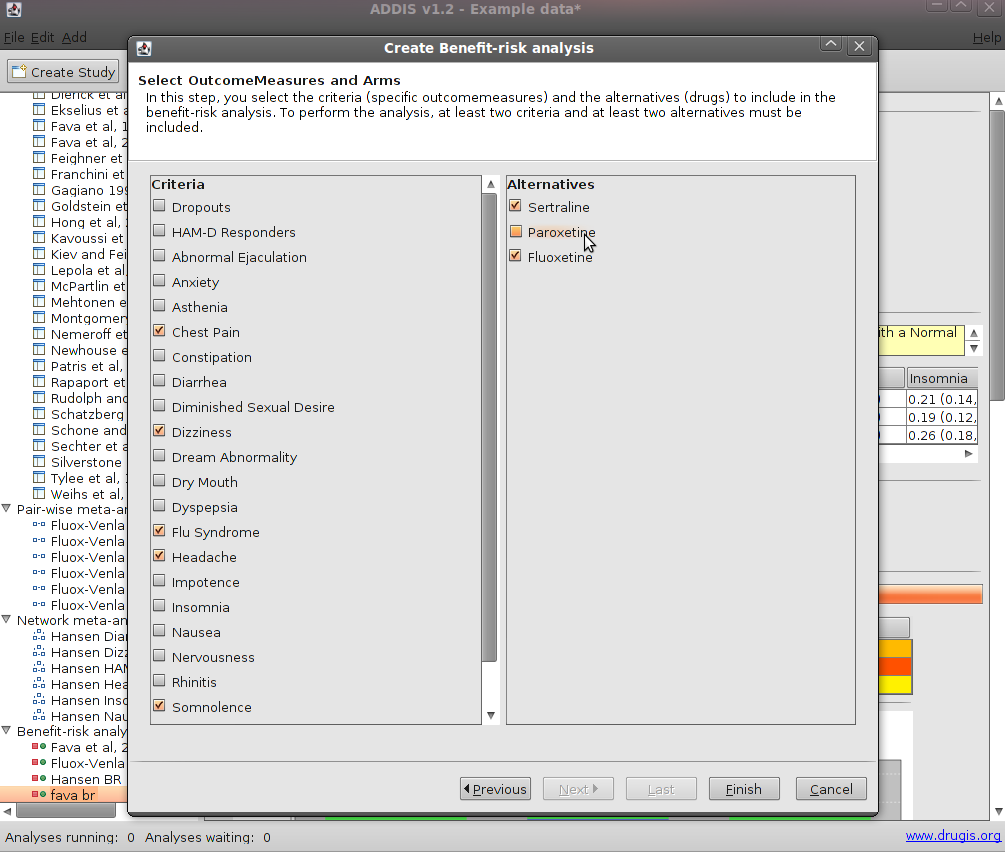 ADDIS v1.2 - Example data*
File Edit Add
Help
Create Study
Dierick et al
Ekselius et
Fava et al, 1
Fava et al, 2
Feighner et
Franchini et
Gagiano 199
Goldstein et
Hong et al,
Kavoussi et
Kiev and Fei
Lepola et al,
McPartlin et
Mehtonen e
Montgomer
Nemeroff et
Newhouse e
Patris et al,
Rapaport et
Rudolph and
Schatzberg
Schone and
Sechter et a
Silverstone
Tylee et al,
Weihs et al,
Pair-wise meta-an
Fluox-Venla
Fluox-Venla
Fluox-Venla
Fluox-Venla
Fluox-Venla
Fluox-Venla
Network meta-an
Hansen Diar
Hansen Dizz
Hansen HAM
Hansen Hea
Hansen Inso
Hansen Nau
Benefit-risk analy
Fava et al, 2
Fluox-Venla
Hansen BR
fava br
Create Benefit-risk analysis
Select OutcomeMeasures and Arms
In this step, you select the criteria (specific outcomemeasures) and the alternatives (drugs) to include in the
benefit-risk analysis. To perform the analysis, at least two criteria and at least two alternatives must be
included.
Criteria
Dropouts
HAM-D Responders
Abnormal Ejaculation
Anxiety
Asthenia
Chest Pain
Constipation
Diarrhea
Diminished Sexual Desire
Dizziness
Dream Abnormality
Dry Mouth
Dyspepsia
Flu Syndrome
Headache
Impotence
Insomnia
Nausea
Nervousness
Rhinitis
Somnolence
Alternatives
Sertraline
Paroxetine
Fluoxetine
Previous
Next
Last
Finish
Cancel
ith a Normal
Insomnia
0.21 (0.14,
0.19 (0.12,
0.26 (0.18,
Analyses running: 0 Analyses waiting: 0
www.drugis.org